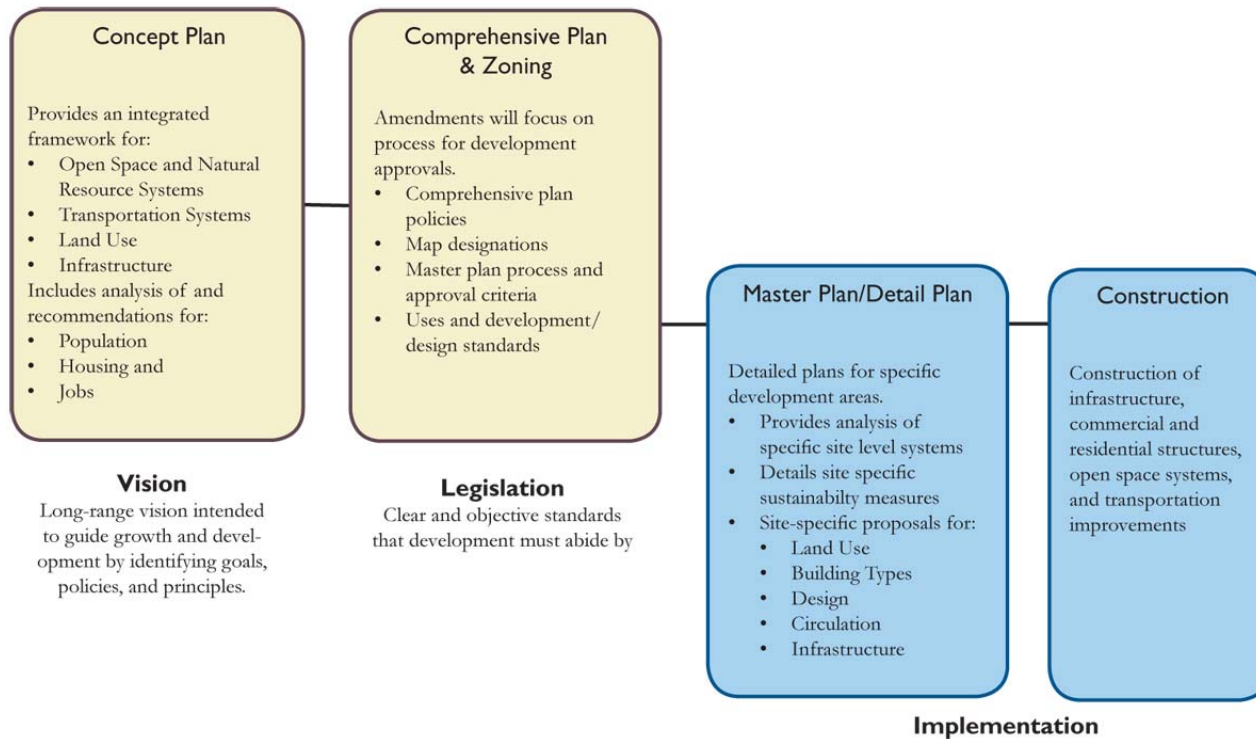 Concept Plan
Provides an integrated
framework for:
• Open Space and Natural
Resource Systems
• Transportation Systems
• Land Use
• Infrastructure
Includes analysis of and
recommendations for:
• Population
• Housing and
• Jobs
Vision
Long-range vision intended
to guide growth and devel-
opment by identifying goals,
policies, and principles.
Comprehensive Plan
& Zoning
Amendments will focus on
process for development
approvals.
• Comprehensive plan
policies
• Map designations
• Master plan process and
approval criteria
• Uses and development/
design standards
Legislation
Clear and objective standards
that development must abide by
Master Plan/Detail Plan
Detailed plans for specific
development areas.
• Provides analysis of
specific site level systems
• Details site specific
sustainabilty measures
• Site-specific proposals for:
• Land Use
• Building Types
• Design
• Circulation
• Infrastructure
Construction
Construction of
infrastructure,
commercial and
residential structures,
open space systems,
and transportation
improvements
Implementation